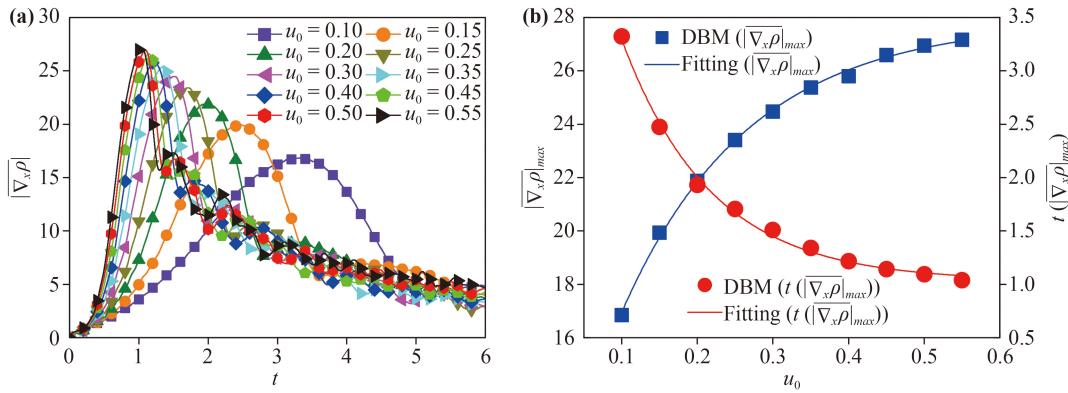 (a)
u₀ = 0.10 u₀ = 0.15
u₀ = 0.20 u₀ = 0.25
u₀ = 0.30 u₀ = 0.35
u₀ = 0.40 u₀ = 0.45
u₀ = 0.50 u₀ = 0.55
30
25
20
15
10
5
0
|∇ₓρ|
0 1 2 3 4 5 6
t
(b)
28
26
24
22
20
18
16
|∇ₓρ|max
DBM (|∇ₓρ|max)
Fitting (|∇ₓρ|max)
DBM (t (|∇ₓρ|max))
Fitting (t (|∇ₓρ|max))
3.5
3.0
2.5
2.0
1.5
1.0
0.5
t (|∇ₓρ|max)
0.1 0.2 0.3 0.4 0.5 0.6
u₀